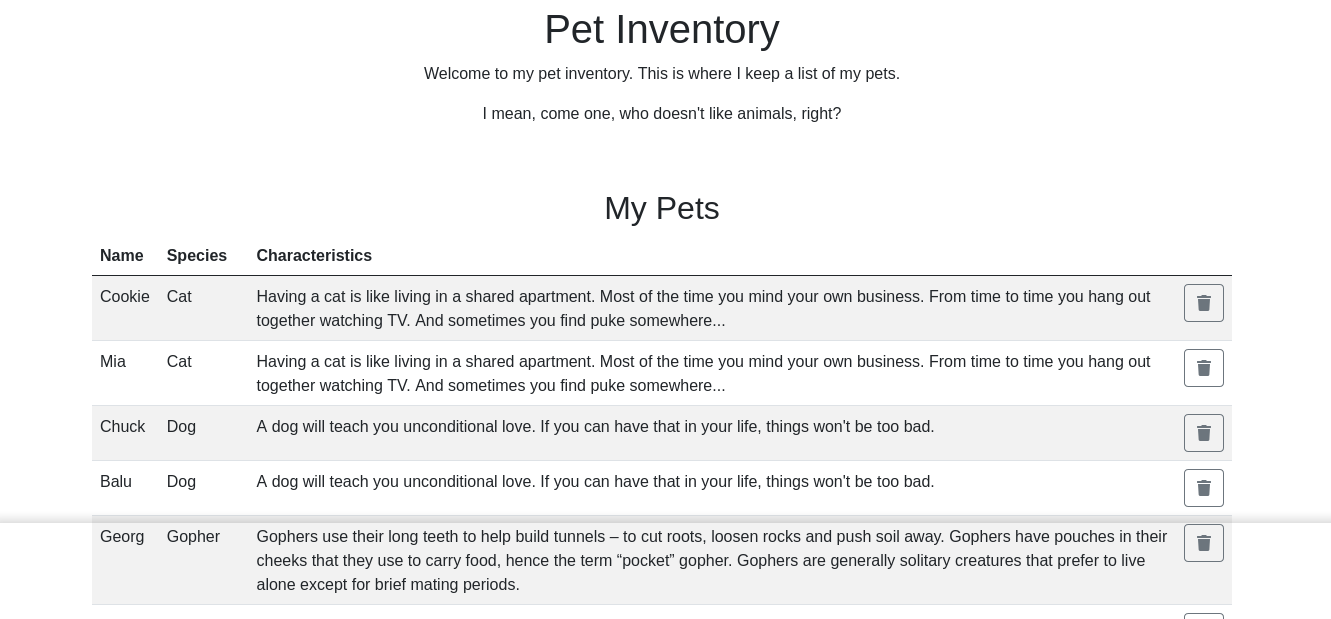 Pet Inventory
Welcome to my pet inventory. This is where I keep a list of my pets.
I mean, come one, who doesn't like animals, right?
My Pets
Name Species Characteristics
Cookie Cat Having a cat is like living in a shared apartment. Most of the time you mind your own business. From time to time you hang out
together watching TV. And sometimes you find puke somewhere...
Mia Cat Having a cat is like living in a shared apartment. Most of the time you mind your own business. From time to time you hang out
together watching TV. And sometimes you find puke somewhere...
Chuck Dog A dog will teach you unconditional love. If you can have that in your life, things won't be too bad.
Balu Dog A dog will teach you unconditional love. If you can have that in your life, things won't be too bad.
Georg Gopher Gophers use their long teeth to help build tunnels – to cut roots, loosen rocks and push soil away. Gophers have pouches in their
cheeks that they use to carry food, hence the term “pocket” gopher. Gophers are generally solitary creatures that prefer to live
alone except for brief mating periods.